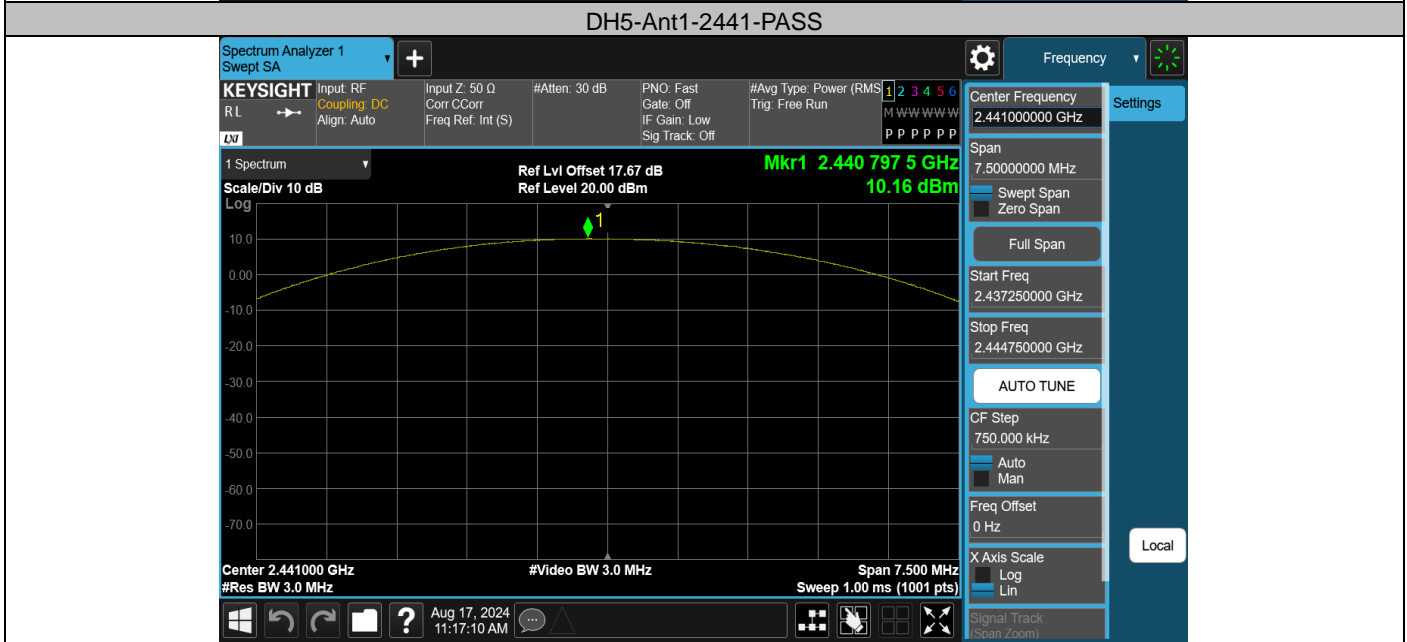 DH5-Ant1-2441-PASS
Spectrum Analyzer 1
Swept SA
Frequency
KEYSIGHT
RL
LXI
Input: RF
Coupling: DC
Align: Auto
Input Z: 50 Ω
Corr CCorr
Freq Ref: Int (S)
#Atten: 30 dB
PNO: Fast
Gate: Off
IF Gain: Low
Sig Track: Off
#Avg Type: Power (RMS
Trig: Free Run
1 2 3 4 5 6
M W W W W W
P P P P P P
Center Frequency
2.441000000 GHz
Settings
Span
7.50000000 MHz
Swept Span
Zero Span
Full Span
Start Freq
2.437250000 GHz
Stop Freq
2.444750000 GHz
AUTO TUNE
CF Step
750.000 kHz
Auto
Man
Freq Offset
0 Hz
X Axis Scale
Log
Lin
Signal Track
(Span Zoom)
Local
1 Spectrum
Scale/Div 10 dB
Log
Ref Lvl Offset 17.67 dB
Ref Level 20.00 dBm
Mkr1 2.440 797 5 GHz
10.16 dBm
1
10.0
0.00
-10.0
-20.0
-30.0
-40.0
-50.0
-60.0
-70.0
Center 2.441000 GHz
#Res BW 3.0 MHz
#Video BW 3.0 MHz
Span 7.500 MHz
Sweep 1.00 ms (1001 pts)
?
Aug 17, 2024
11:17:10 AM